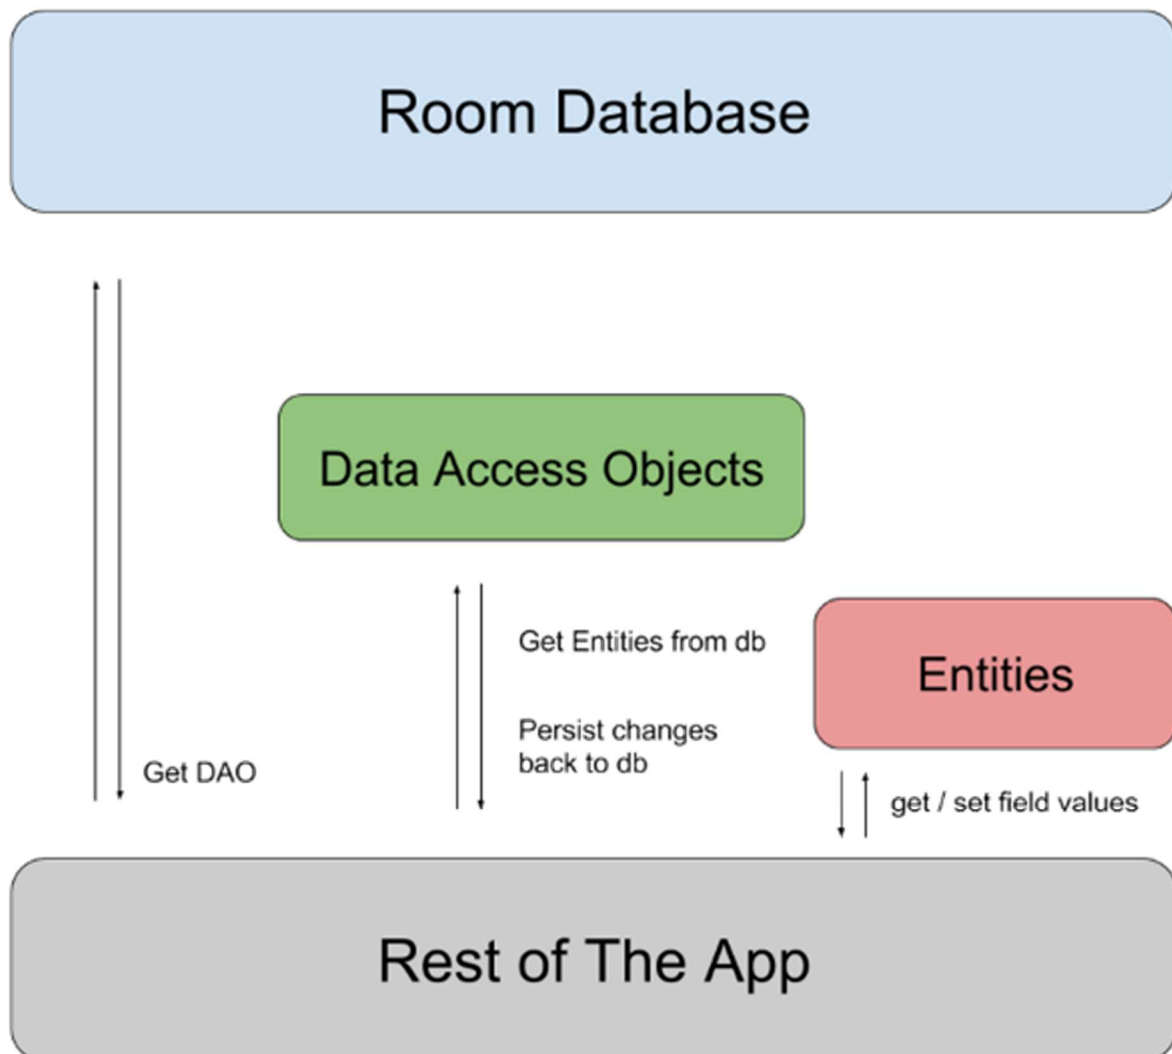 Room Database
Data Access Objects
Get Entities from db
Entities
Persist changes
back to db
Get DAO
get / set field values
Rest of The App